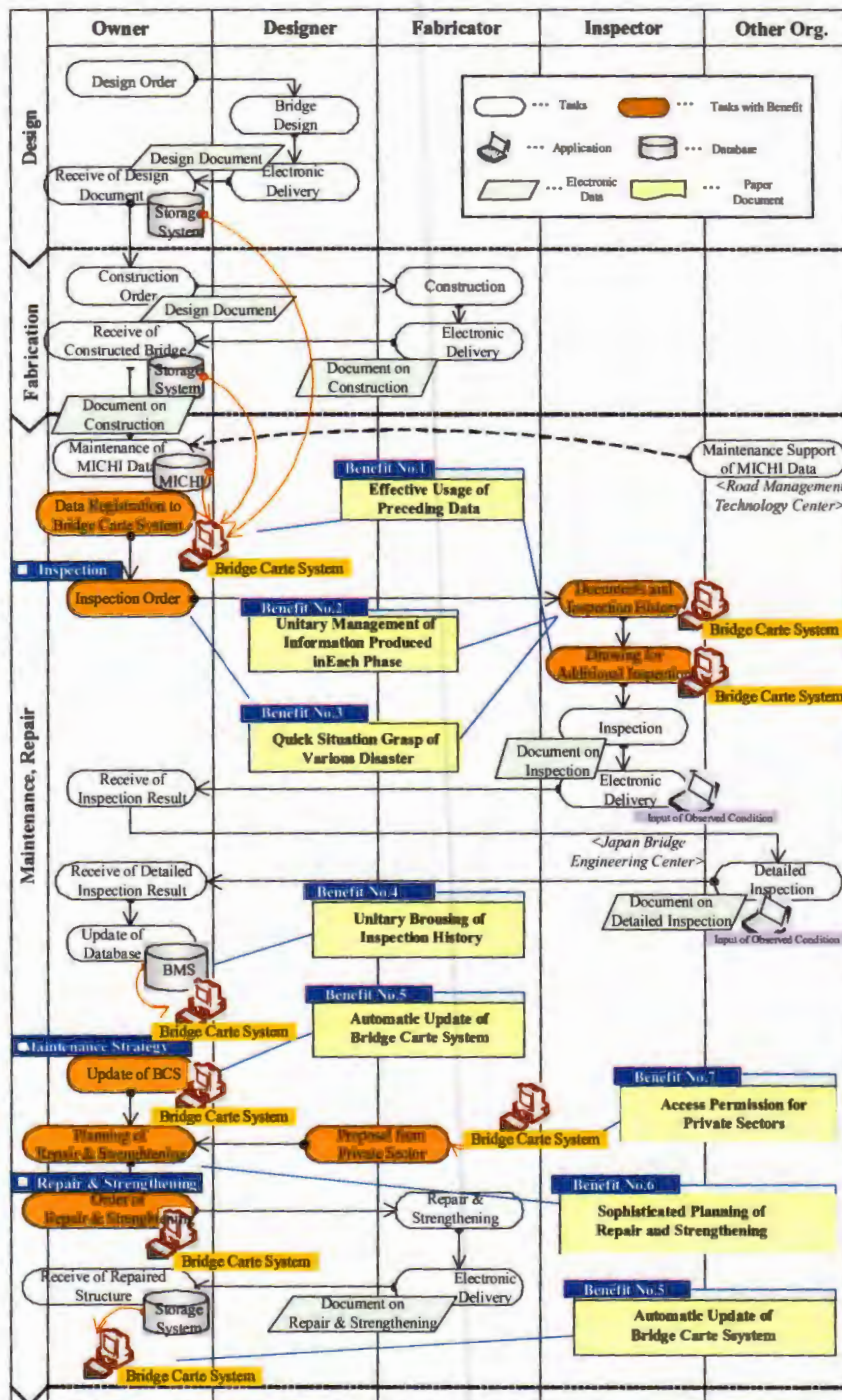 Owner
Designer
Fabricator
Inspector
Other Org.
Design
Design Order
Bridge
Design
Design Document
Receive of Design
Document
Electronic
Delivery
Storage
System
Tasks
Tasks with Benefit
Application
Database
Electronic
Data
Paper
Document
Fabrication
Construction
Order
Construction
Design Document
Receive of
Constructed Bridge
Electronic
Delivery
Storage
System
Document on
Construction
Document on
Construction
Maintenance, Repair
Maintenance of
MICHI Data
MICHI
Maintenance Support
of MICHI Data
<Road Management
Technology Center>
Benefit No.1
Effective Usage of
Preceding Data
Data Registration to
Bridge Carte System
Bridge Carte System
Inspection
Inspection Order
Benefit No.2
Unitary Management of
Information Produced
inEach Phase
Documents and
Inspection History
Bridge Carte System
Drawing for
Additional Inspection
Bridge Carte System
Benefit No.3
Quick Situation Grasp of
Various Disaster
Inspection
Document on
Inspection
Receive of
Inspection Result
Electronic
Delivery
Input of Observed Condition
<Japan Bridge
Engineering Center>
Receive of Detailed
Inspection Result
Detailed
Inspection
Document on
Detailed Inspection
Input of Observed Condition
Benefit No.4
Unitary Brousing of
Inspection History
Update of
Database
BMS
Bridge Carte System
Benefit No.5
Automatic Update of
Bridge Carte System
Maintenance Strategy
Update of BCS
Bridge Carte System
Benefit No.7
Access Permission for
Private Sectors
Planning of
Repair & Strenghtening
Proposal from
Private Sector
Bridge Carte System
Repair & Strengthening
Order of
Repair & Strenghtening
Bridge Carte System
Repair &
Strengthening
Benefit No.6
Sophisticated Planning of
Repair and Strengthening
Receive of Repaired
Structure
Electronic
Delivery
Storage
System
Document on
Repair & Strengthening
Benefit No.5
Automatic Update of
Bridge Carte Ssystem
Bridge Carte System